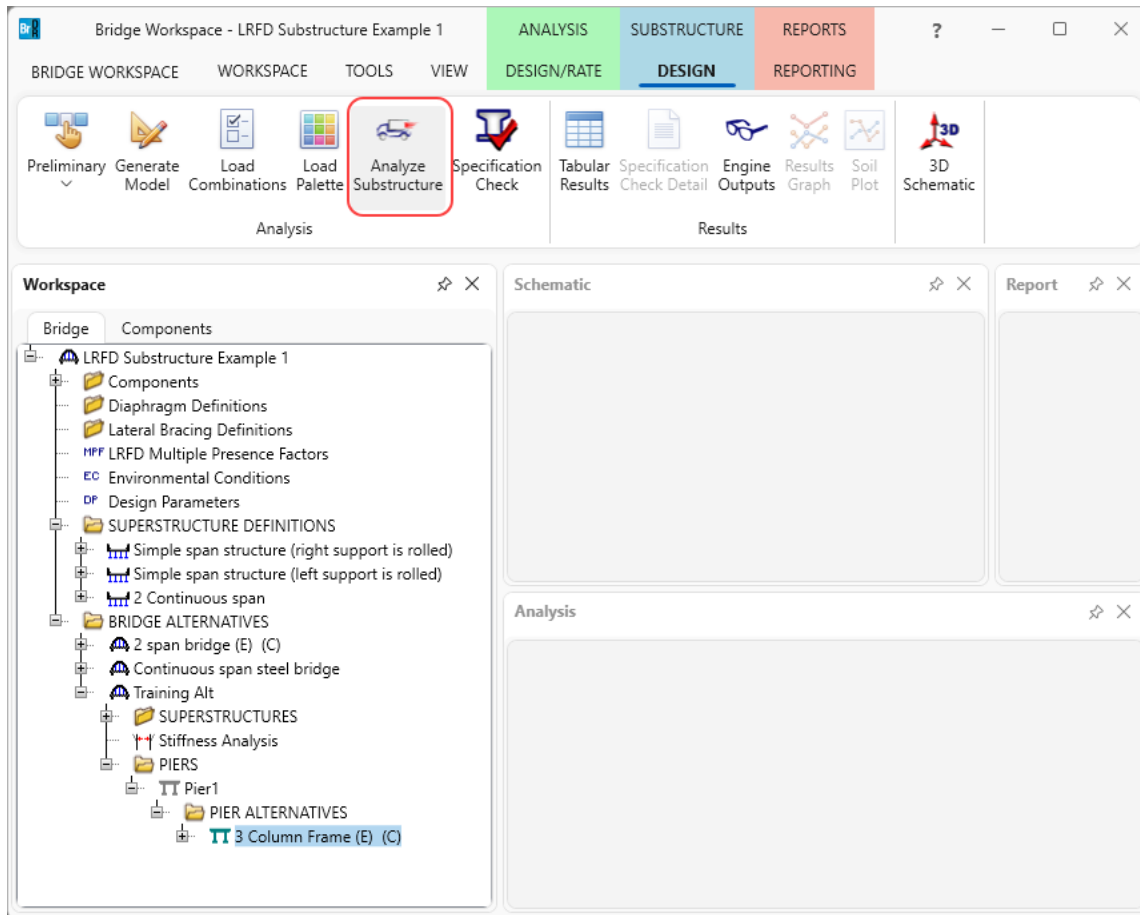 Br R Bridge Workspace - LRFD Substructure Example 1 ANALYSIS SUBSTRUCTURE REPORTS ?
BRIDGE WORKSPACE WORKSPACE TOOLS VIEW DESIGN/RATE DESIGN REPORTING
Preliminary Generate Model Load Combinations Load Palette Analyze Substructure Specification Check Tabular Results Specification Check Detail Engine Outputs Results Graph Soil Plot 3D 3D Schematic
Analysis Results
Workspace
Schematic
Report
Bridge Components
LRFD Substructure Example 1
Components
Diaphragm Definitions
Lateral Bracing Definitions
MPF LRFD Multiple Presence Factors
EC Environmental Conditions
DP Design Parameters
SUPERSTRUCTURE DEFINITIONS
Simple span structure (right support is rolled)
Simple span structure (left support is rolled)
2 Continuous span
BRIDGE ALTERNATIVES
2 span bridge (E) (C)
Continuous span steel bridge
Training Alt
SUPERSTRUCTURES
Stiffness Analysis
PIERS
Pier1
PIER ALTERNATIVES
3 Column Frame (E) (C)
Analysis